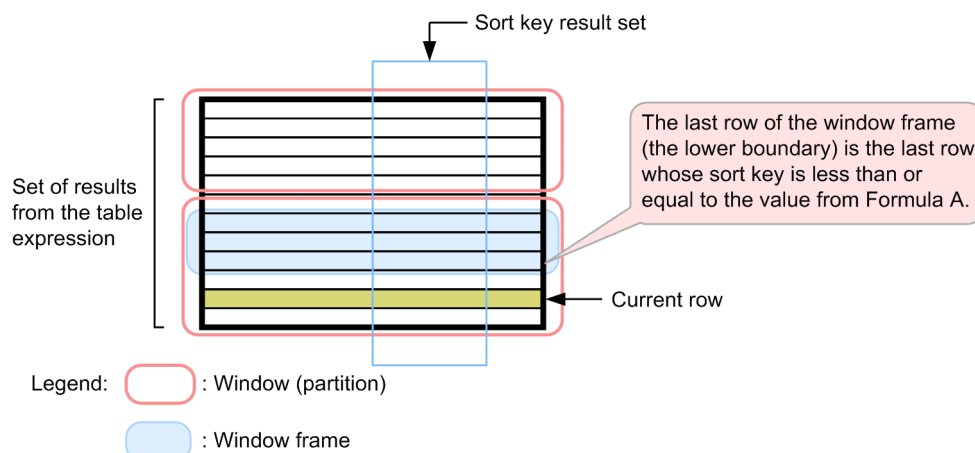 Sort key result set
The last row of the window frame
(the lower boundary) is the last row
whose sort key is less than or
equal to the value from Formula A.
Set of results
from the table
expression
Current row
Legend:
: Window (partition)
: Window frame